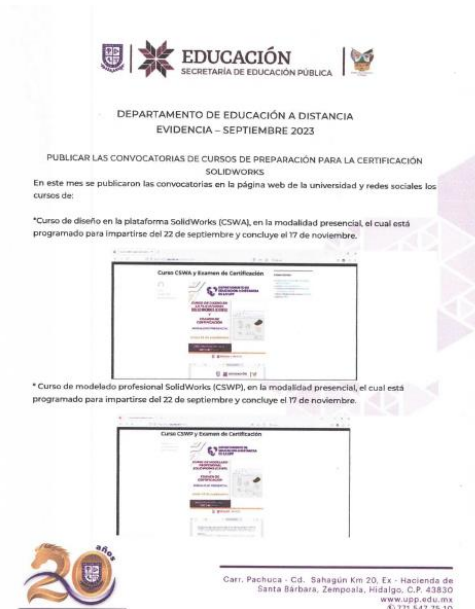 EDUCACIÓN
SECRETARÍA DE EDUCACIÓN PÚBLICA
DEPARTAMENTO DE EDUCACIÓN A DISTANCIA
EVIDENCIA – SEPTIEMBRE 2023
PUBLICAR LAS CONVOCATORIAS DE CURSOS DE PREPARACIÓN PARA LA CERTIFICACIÓN
SOLIDWORKS
En este mes se publicaron las convocatorias en la página web de la universidad y redes sociales los
cursos de:
*Curso de diseño en la plataforma SolidWorks (CSWA), en la modalidad presencial, el cual está
programado para impartirse del 22 de septiembre y concluye el 17 de noviembre.
Curso CSWA y Examen de Certificación
* Curso de modelado profesional SolidWorks (CSWP), en la modalidad presencial, el cual está
programado para impartirse del 22 de septiembre y concluye el 17 de noviembre.
Curso CSWP y Examen de Certificación
20 años
Carr. Pachuca - Cd. Sahagún Km 20, Ex - Hacienda de
Santa Bárbara, Zempoala, Hidalgo, C.P. 43830
www.upp.edu.mx
771 547 75 10